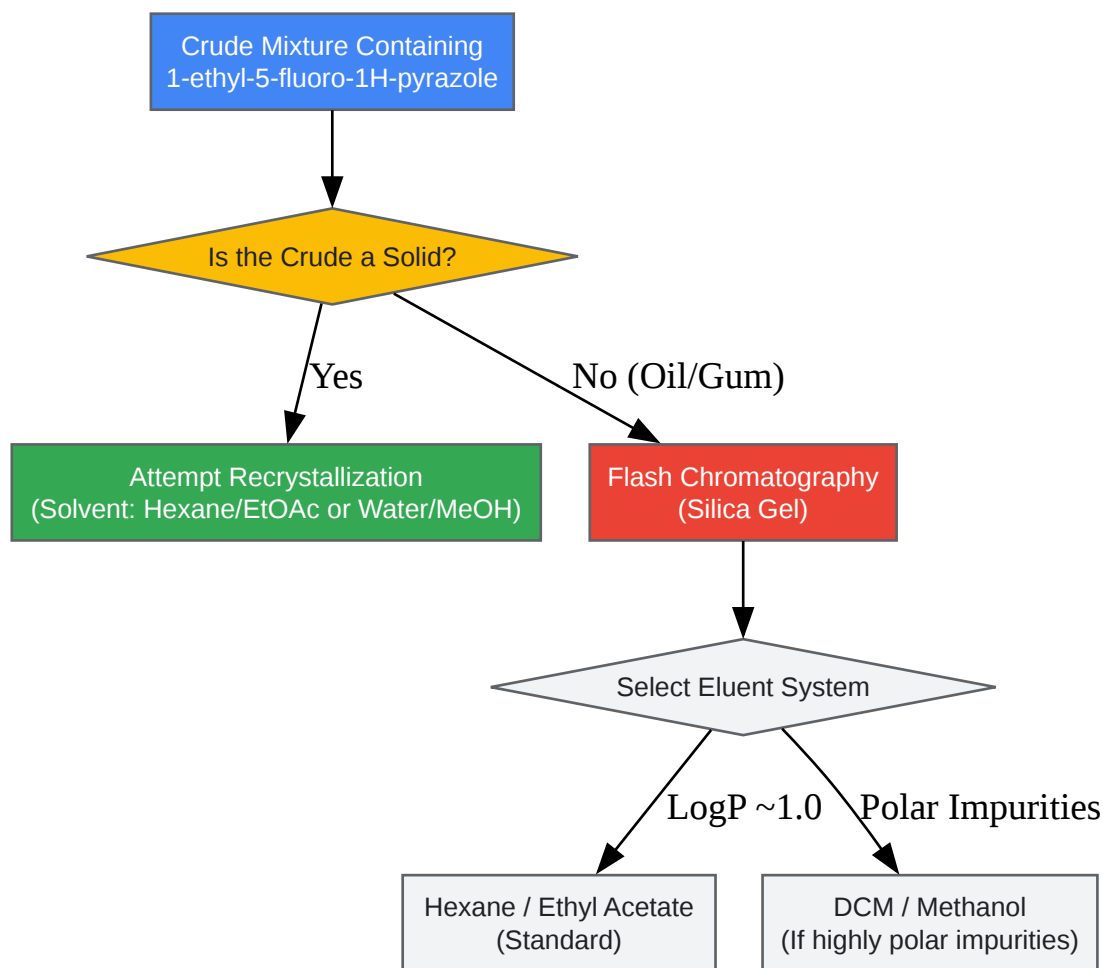 Crude Mixture Containing
1-ethyl-5-fluoro-1H-pyrazole
Is the Crude a Solid?
Yes
No (Oil/Gum)
Attempt Recrystallization
(Solvent: Hexane/EtOAc or Water/MeOH)
Flash Chromatography
(Silica Gel)
Select Eluent System
LogP ~1.0
Polar Impurities
Hexane / Ethyl Acetate
(Standard)
DCM / Methanol
(If highly polar impurities)